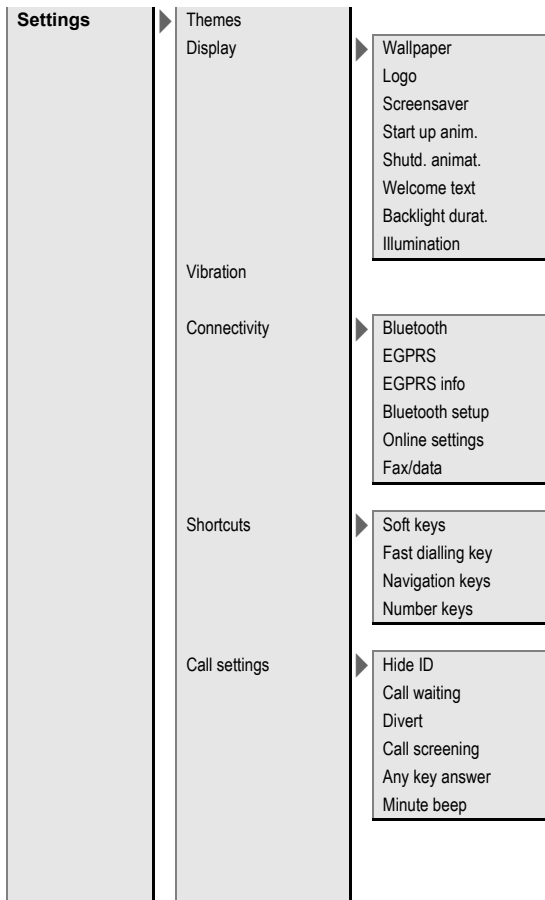 Settings
Themes
Display
Wallpaper
Logo
Screensaver
Start up anim.
Shutd. animat.
Welcome text
Backlight durat.
Illumination
Vibration
Connectivity
Bluetooth
EGPRS
EGPRS info
Bluetooth setup
Online settings
Fax/data
Shortcuts
Soft keys
Fast dialling key
Navigation keys
Number keys
Call settings
Hide ID
Call waiting
Divert
Call screening
Any key answer
Minute beep